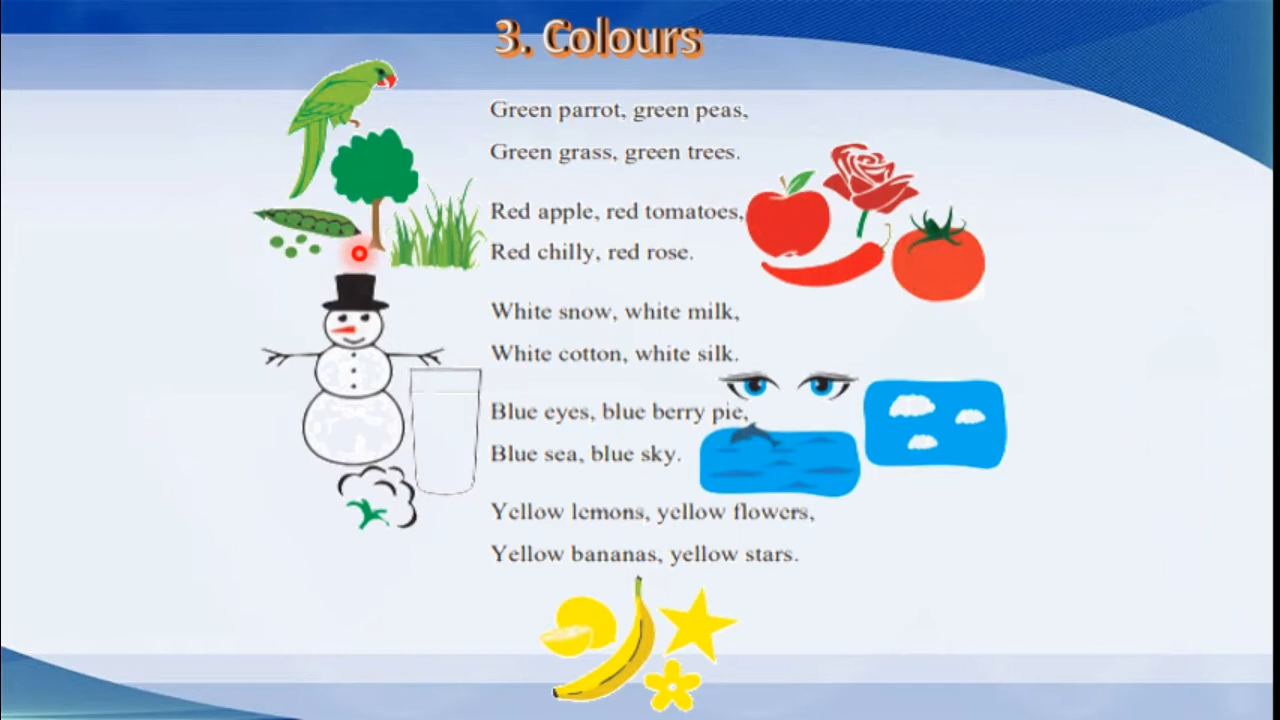 3. Colours
Green parrot, green peas,
Green grass, green trees.
Red apple, red tomatoes,
Red chilly, red rose.
White snow, white milk,
White cotton, white silk.
Blue eyes, blue berry pie,
Blue sea, blue sky.
Yellow lemons, yellow flowers,
Yellow bananas, yellow stars.